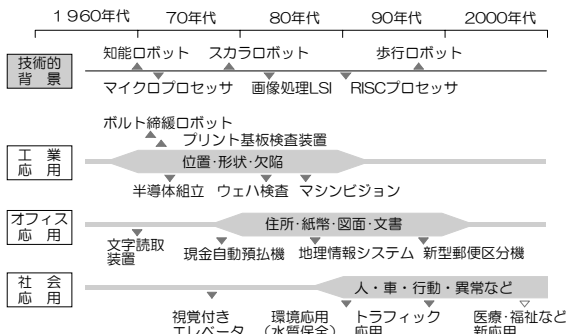 1960年代 70年代 80年代 90年代 2000年代
知能ロボット スカラロボット 歩行ロボット
技術的
背 景
マイクロプロセッサ 画像処理LSI RISCプロセッサ
ボルト締緩ロボット
プリント基板検査装置
工 業
応 用
位置・形状・欠陥
半導体組立 ウェハ検査 マシンビジョン
オフィス
応 用
住所・紙幣・図面・文書
文字読取
装置
現金自動預払機 地理情報システム 新型郵便区分機
社 会
応 用
人・車・行動・異常など
視覚付き 環境応用 トラフィック 医療・福祉など
エレベータ （水質保全） 応用 新応用